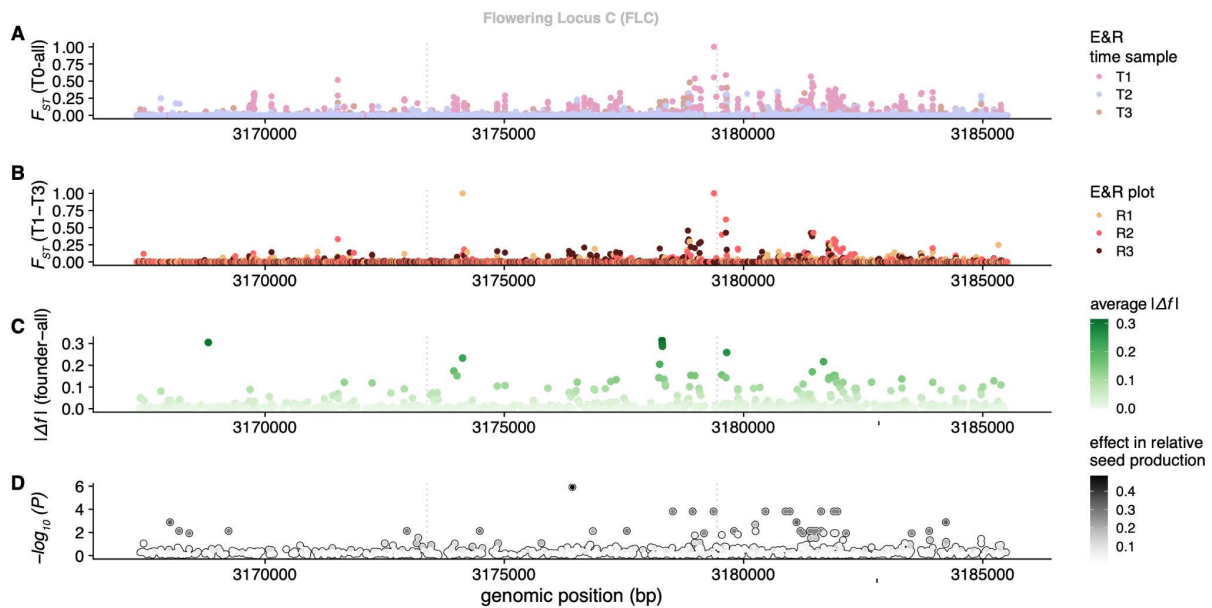 Flowering Locus C (FLC)
A
FST (T0-all)
1.00
0.75
0.50
0.25
0.00
3170000 3175000 3180000 3185000
E&R
time sample
T1
T2
T3
B
FST (T1−T3)
1.00
0.75
0.50
0.25
0.00
3170000 3175000 3180000 3185000
E&R plot
R1
R2
R3
C
|Δf| (founder−all)
0.3
0.2
0.1
0.0
3170000 3175000 3180000 3185000
average |Δf|
0.3
0.2
0.1
0.0
D
−log10 (P)
6
4
2
0
3170000 3175000 3180000 3185000
genomic position (bp)
effect in relative
seed production
0.4
0.3
0.2
0.1